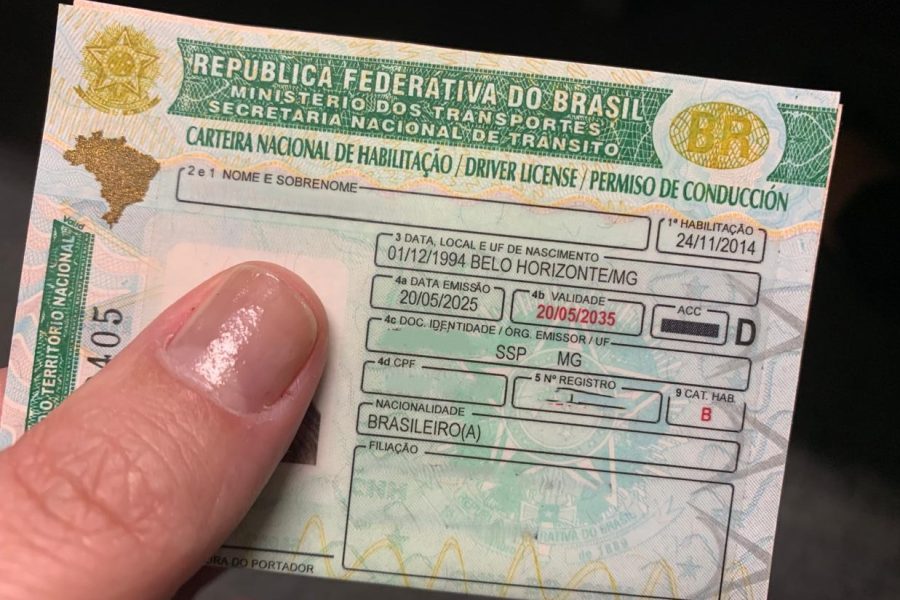 REPÚBLICA FEDERATIVA DO BRASIL
MINISTÉRIO DOS TRANSPORTES
SECRETARIA NACIONAL DE TRÂNSITO
BR
CARTEIRA NACIONAL DE HABILITAÇÃO / DRIVER LICENSE / PERMISO DE CONDUCCIÓN
2 e 1 NOME E SOBRENOME
1ª HABILITAÇÃO
24/11/2014
3 DATA, LOCAL E UF DE NASCIMENTO
01/12/1994 BELO HORIZONTE/MG
4a DATA EMISSÃO
20/05/2025
4b VALIDADE
20/05/2035
ACC
D
4c DOC. IDENTIDADE / ÓRG. EMISSOR / UF
SSP MG
4d CPF
5 Nº REGISTRO
9 CAT. HAB.
B
NACIONALIDADE
BRASILEIRO(A)
FILIAÇÃO
TERRITÓRIO NACIONAL
405
DO PORTADOR